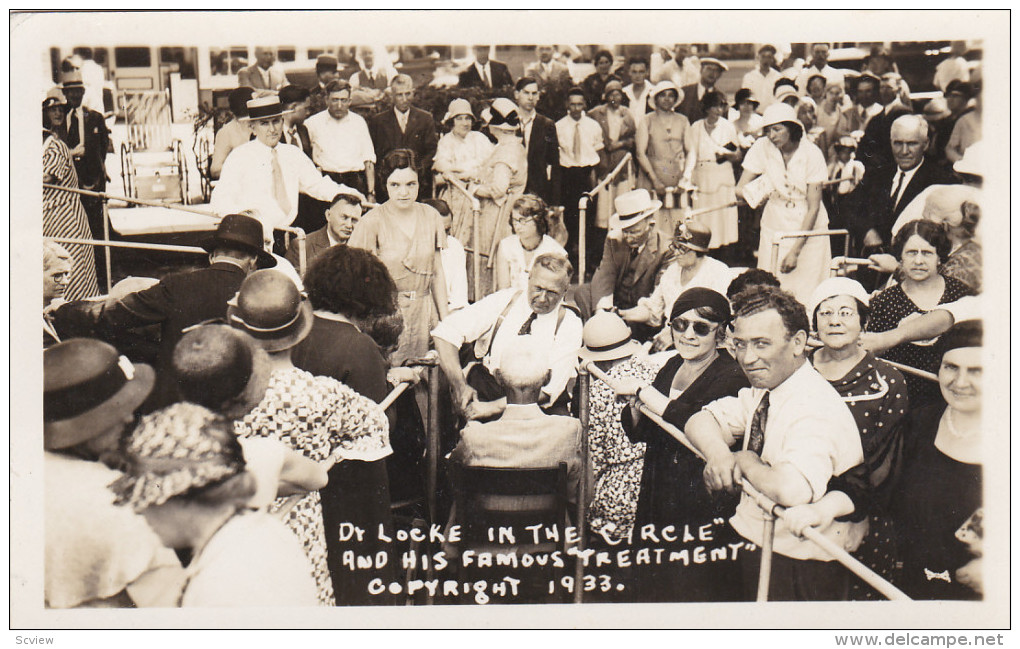 Dr LOCKE IN THE "CIRCLE"
AND HIS FAMOUS "TREATMENT"
COPYRIGHT 1933.
Scview
www.delcampe.net